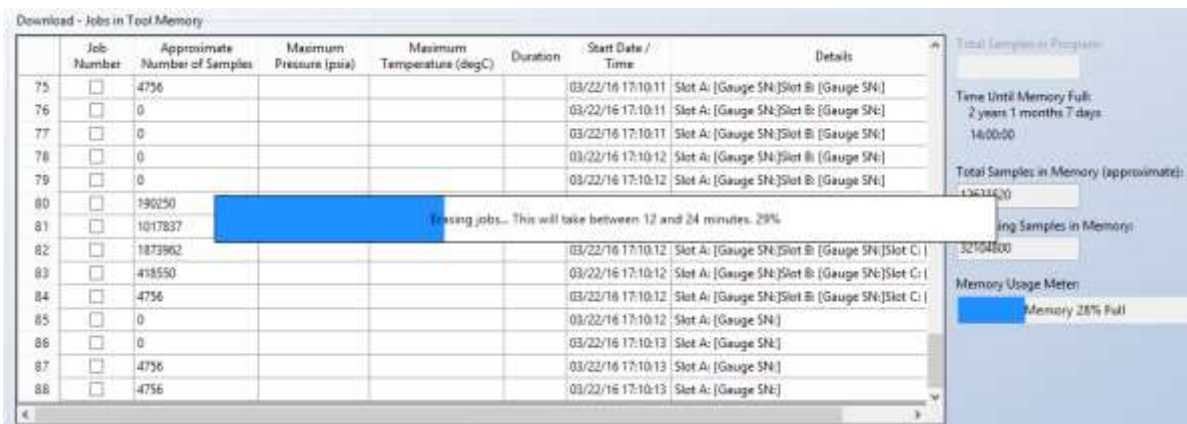 Download - Jobs in Tool Memory
Job Number Approximate Number of Samples Maximum Pressure (psia) Maximum Temperature (degC) Duration Start Date / Time Details
75 4756 03/22/16 17:10:11 Slot A: [Gauge SN:]Slot B: [Gauge SN:]
76 0 03/22/16 17:10:11 Slot A: [Gauge SN:]Slot B: [Gauge SN:]
77 0 03/22/16 17:10:11 Slot A: [Gauge SN:]Slot B: [Gauge SN:]
78 0 03/22/16 17:10:12 Slot A: [Gauge SN:]Slot B: [Gauge SN:]
79 0 03/22/16 17:10:12 Slot A: [Gauge SN:]Slot B: [Gauge SN:]
80 190250
Erasing jobs... This will take between 12 and 24 minutes. 29%
81 1017837
82 1873962 03/22/16 17:10:12 Slot A: [Gauge SN:]Slot B: [Gauge SN:]Slot C: [
83 418550 03/22/16 17:10:12 Slot A: [Gauge SN:]Slot B: [Gauge SN:]Slot C: [
84 4756 03/22/16 17:10:12 Slot A: [Gauge SN:]Slot B: [Gauge SN:]Slot C: [
85 0 03/22/16 17:10:12 Slot A: [Gauge SN:]
86 0 03/22/16 17:10:13 Slot A: [Gauge SN:]
87 4756 03/22/16 17:10:13 Slot A: [Gauge SN:]
88 4756 03/22/16 17:10:13 Slot A: [Gauge SN:]
Total Samples in Program:
Time Until Memory Full:
2 years 1 months 7 days
14:00:00
Total Samples in Memory (approximate):
ing Samples in Memory:
32104800
Memory Usage Meter:
Memory 28% Full